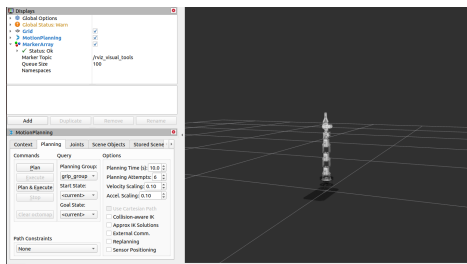 Displays
Global Options
Global Status: Warn
Grid
MotionPlanning
MarkerArray
Status: Ok
Marker Topic /rviz_visual_tools
Queue Size 100
Namespaces
Add Duplicate Remove Rename
MotionPlanning
Context Planning Joints Scene Objects Stored Scene
Commands Query Options
Plan
Execute
Plan & Execute
Stop
Clear octomap
Planning Group:
grip_group
Start State:
<current>
Goal State:
<current>
Planning Time (s): 10.0
Planning Attempts: 6
Velocity Scaling: 0.10
Accel. Scaling: 0.10
Use Cartesian Path
Collision-aware IK
Approx IK Solutions
External Comm.
Replanning
Sensor Positioning
Path Constraints
None